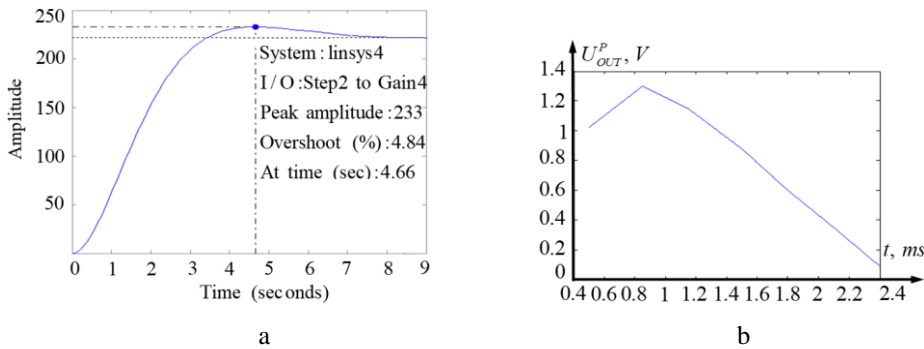 250
200
150
100
50
0 1 2 3 4 5 6 7 8 9
Amplitude
Time (seconds)
System : linsys4
I / O :Step2 to Gain4
Peak amplitude :233
Overshoot (%) :4.84
At time (sec) :4.66
a
U^P_OUT, V
1.4
1.2
1
0.8
0.6
0.4
0.2
0
0.4 0.6 0.8 1 1.2 1.4 1.6 1.8 2 2.2 2.4
t, ms
b